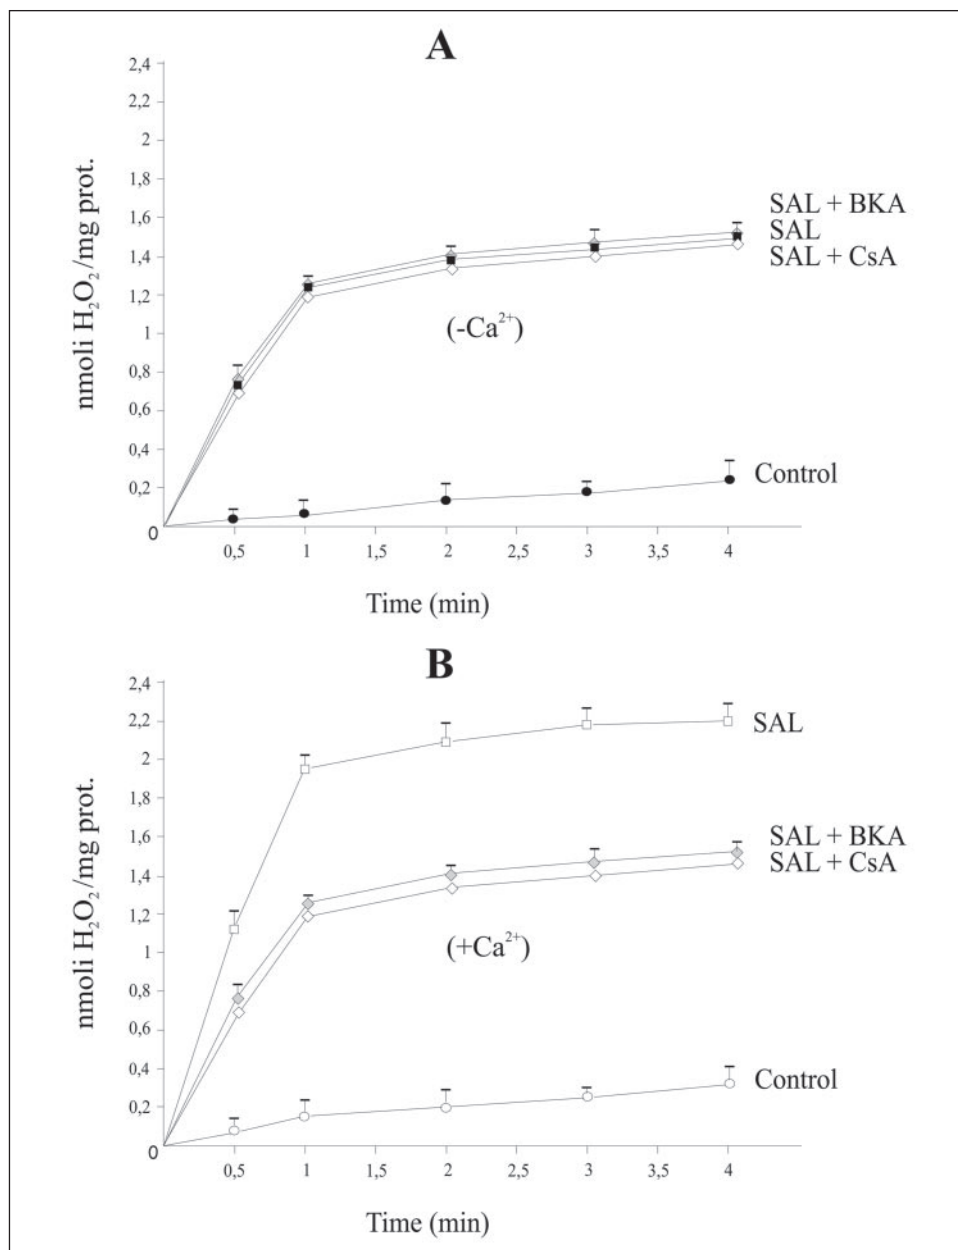 A
nmoli H₂O₂/mg prot.
2,4
2,2
2
1,8
1,6
1,4
1,2
1
0,8
0,6
0,4
0,2
0
SAL + BKA
SAL
SAL + CsA
(-Ca²⁺)
Control
0,5 1 1,5 2 2,5 3 3,5 4
Time (min)
B
nmoli H₂O₂/mg prot.
2,4
2,2
2
1,8
1,6
1,4
1,2
1
0,8
0,6
0,4
0,2
0
SAL
SAL + BKA
SAL + CsA
(+Ca²⁺)
Control
0,5 1 1,5 2 2,5 3 3,5 4
Time (min)